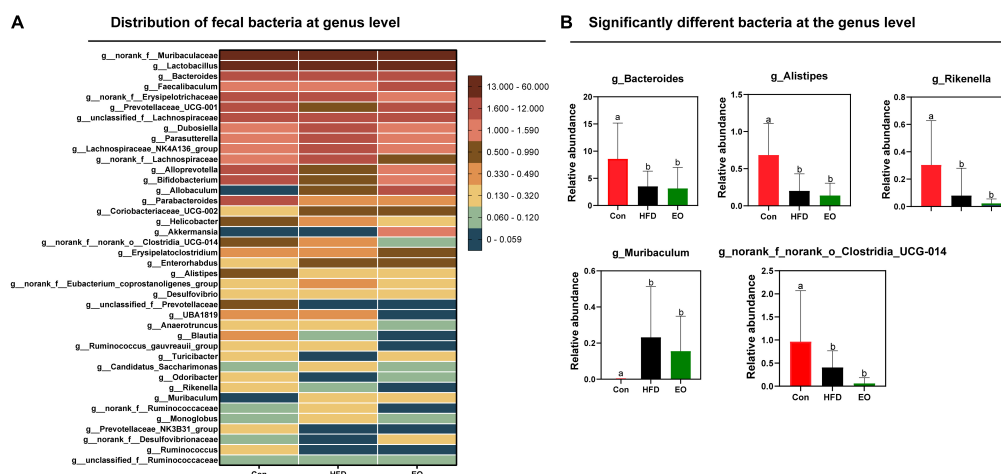 A
Distribution of fecal bacteria at genus level
g__norank_f__Muribaculaceae
g__Lactobacillus
g__Bacteroides
g__Faecalibaculum
g__norank_f__Erysipelotrichaceae
g__Prevotellaceae_UCG-001
g__unclassified_f__Lachnospiraceae
g__Dubosiella
g__Parasutterella
g__Lachnospiraceae_NK4A136_group
g__norank_f__Lachnospiraceae
g__Alloprevotella
g__Bifidobacterium
g__Allobaculum
g__Parabacteroides
g__Coriobacteriaceae_UCG-002
g__Helicobacter
g__Akkermansia
g__norank_f__norank_o__Clostridia_UCG-014
g__Erysipelatoclostridium
g__Enterorhabdus
g__Alistipes
g__norank_f__Eubacterium_coprostanoligenes_group
g__Desulfovibrio
g__unclassified_f__Prevotellaceae
g__UBA1819
g__Anaerotruncus
g__Blautia
g__Ruminococcus_gauvreauii_group
g__Turicibacter
g__Candidatus_Saccharimonas
g__Odoribacter
g__Rikenella
g__Muribaculum
g__norank_f__Ruminococcaceae
g__Monoglobus
g__Prevotellaceae_NK3B31_group
g__norank_f__Desulfovibrionaceae
g__Ruminococcus
g__unclassified_f__Ruminococcaceae
Con HFD EO
13.000 - 60.000
1.600 - 12.000
1.000 - 1.590
0.500 - 0.990
0.330 - 0.490
0.130 - 0.320
0.060 - 0.120
0 - 0.059
B
Significantly different bacteria at the genus level
g_Bacteroides
Relative abundance
20
15
10
5
0
a b b
Con HFD EO
g_Alistipes
Relative abundance
1.5
1.0
0.5
0.0
a b b
Con HFD EO
g_Rikenella
Relative abundance
0.8
0.6
0.4
0.2
0.0
a b b
g_Muribaculum
Relative abundance
0.6
0.4
0.2
0.0
a b b
Con HFD EO
g_norank_f_norank_o_Clostridia_UCG-014
Relative abundance
2.5
2.0
1.5
1.0
0.5
0.0
a b b
Con HFD EO